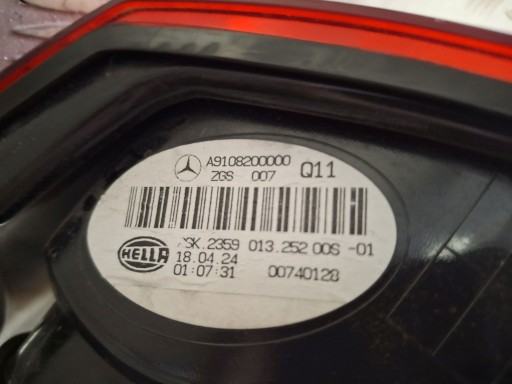 A9108200000
ZGS 007 Q11
SK.2359 013.252 00S -01
HELLA
18.04.24
01:07:31 00740128